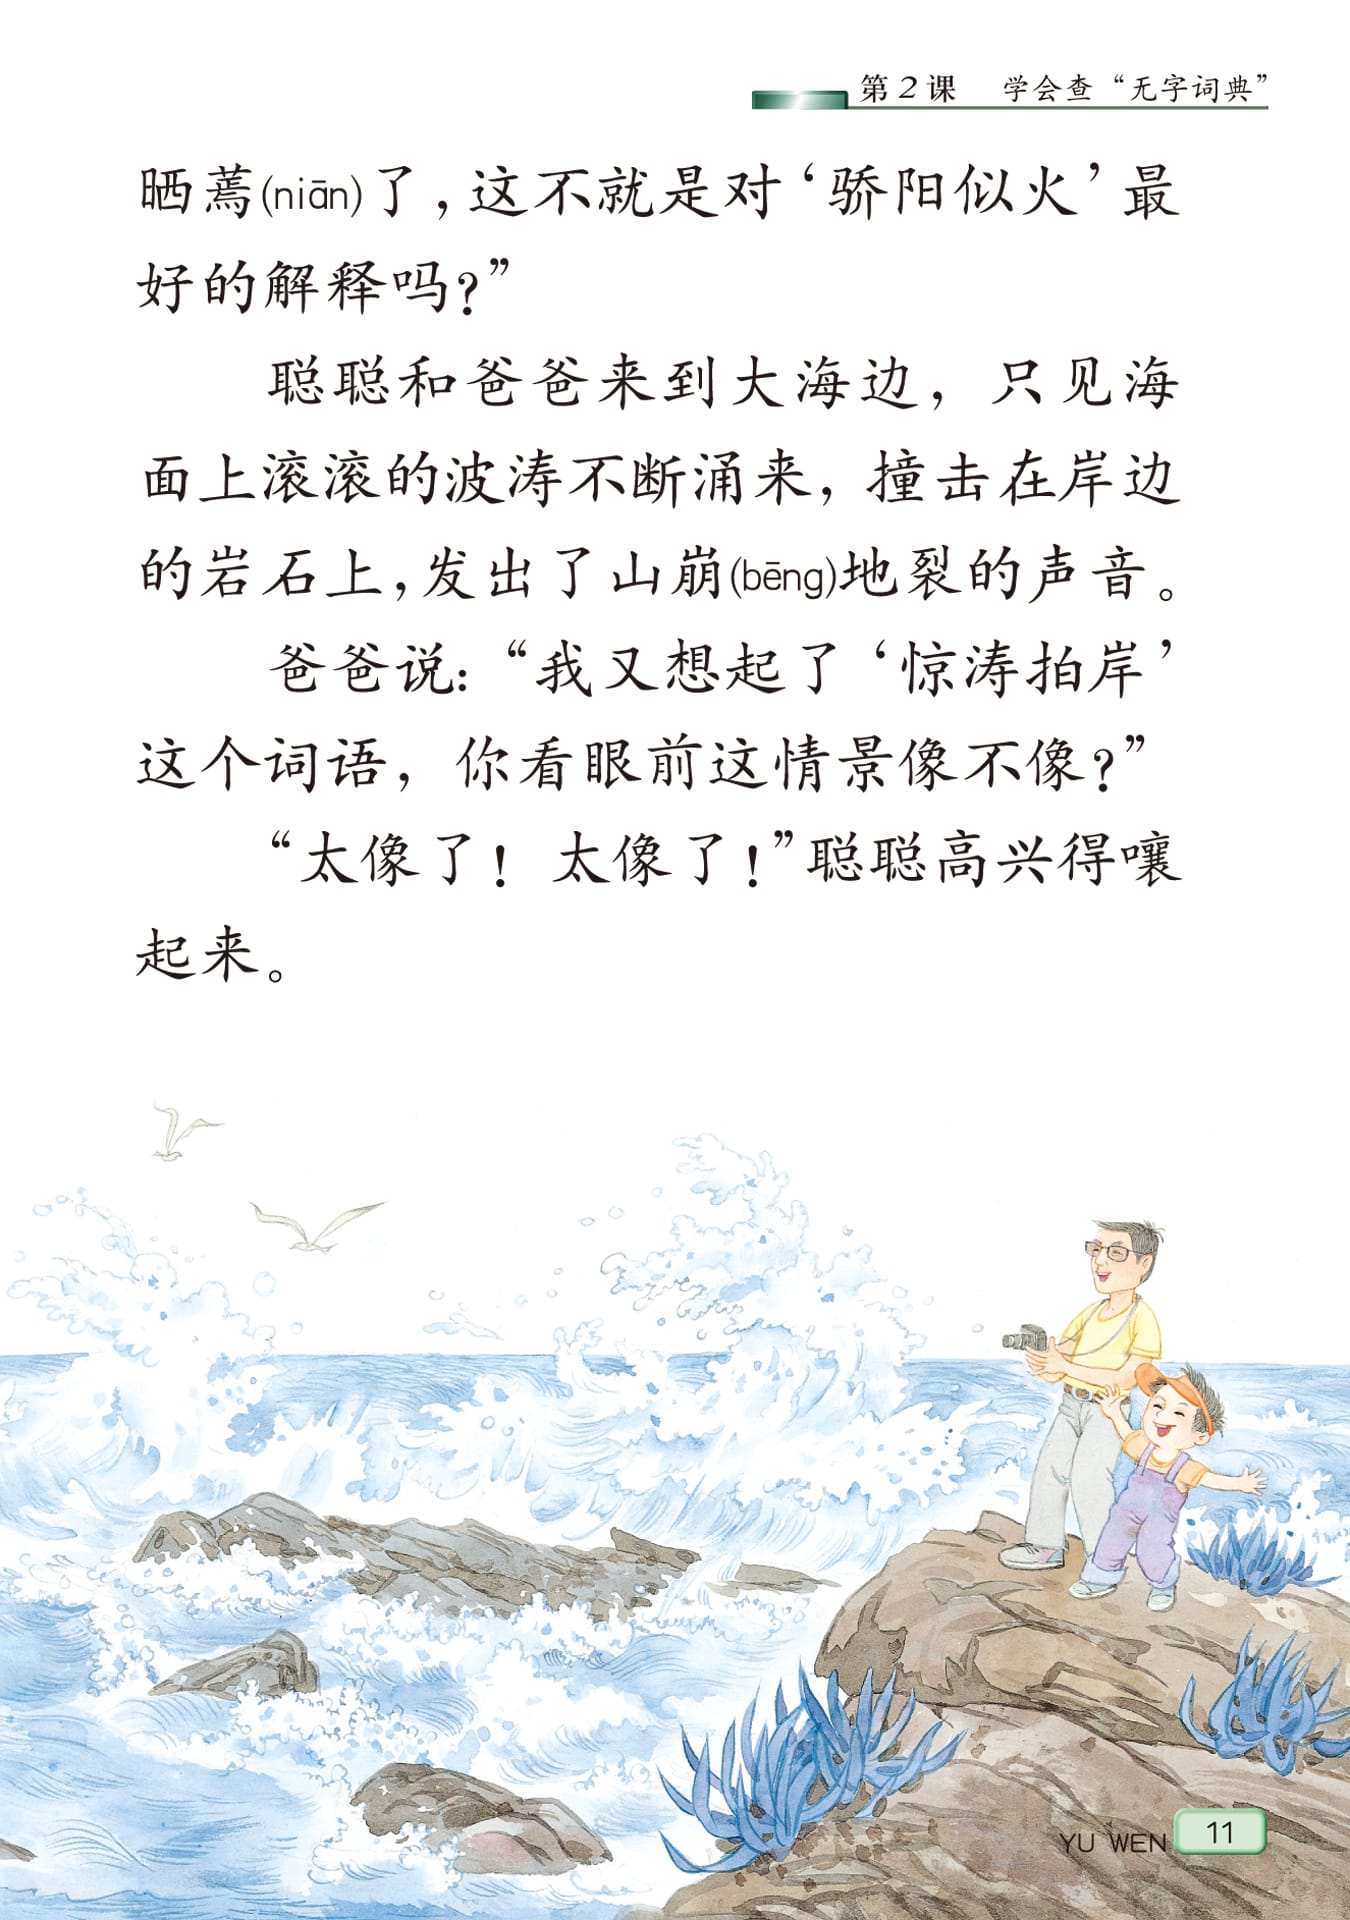 第2课 学会查“无字词典”
晒蔫(niān)了，这不就是对‘骄阳似火’最
好的解释吗？”
聪聪和爸爸来到大海边，只见海
面上滚滚的波涛不断涌来，撞击在岸边
的岩石上，发出了山崩(bēng)地裂的声音。
爸爸说：“我又想起了‘惊涛拍岸’
这个词语，你看眼前这情景像不像？”
“太像了！太像了！”聪聪高兴得嚷
起来。
YU WEN 11